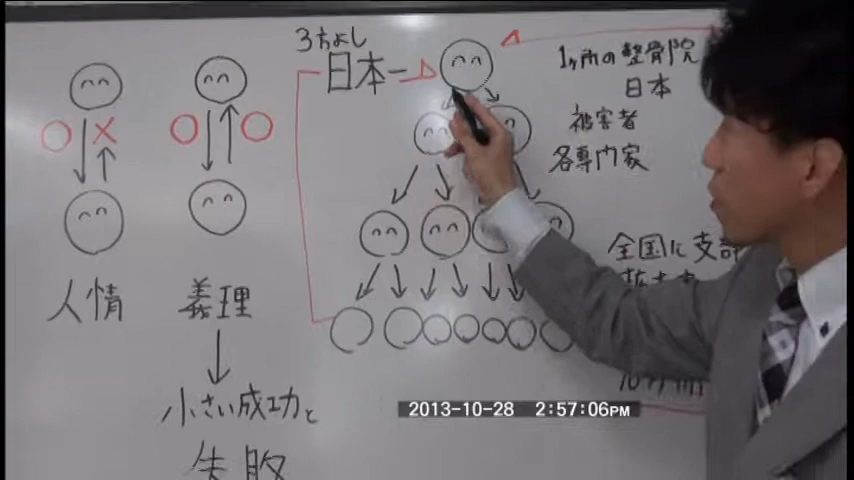 3方よし
日本一
1ヶ所の整骨院
日本
被害者
各専門家
全国に支部
人情
義理
小さい成功と
失敗
2013-10-28 2:57:06PM